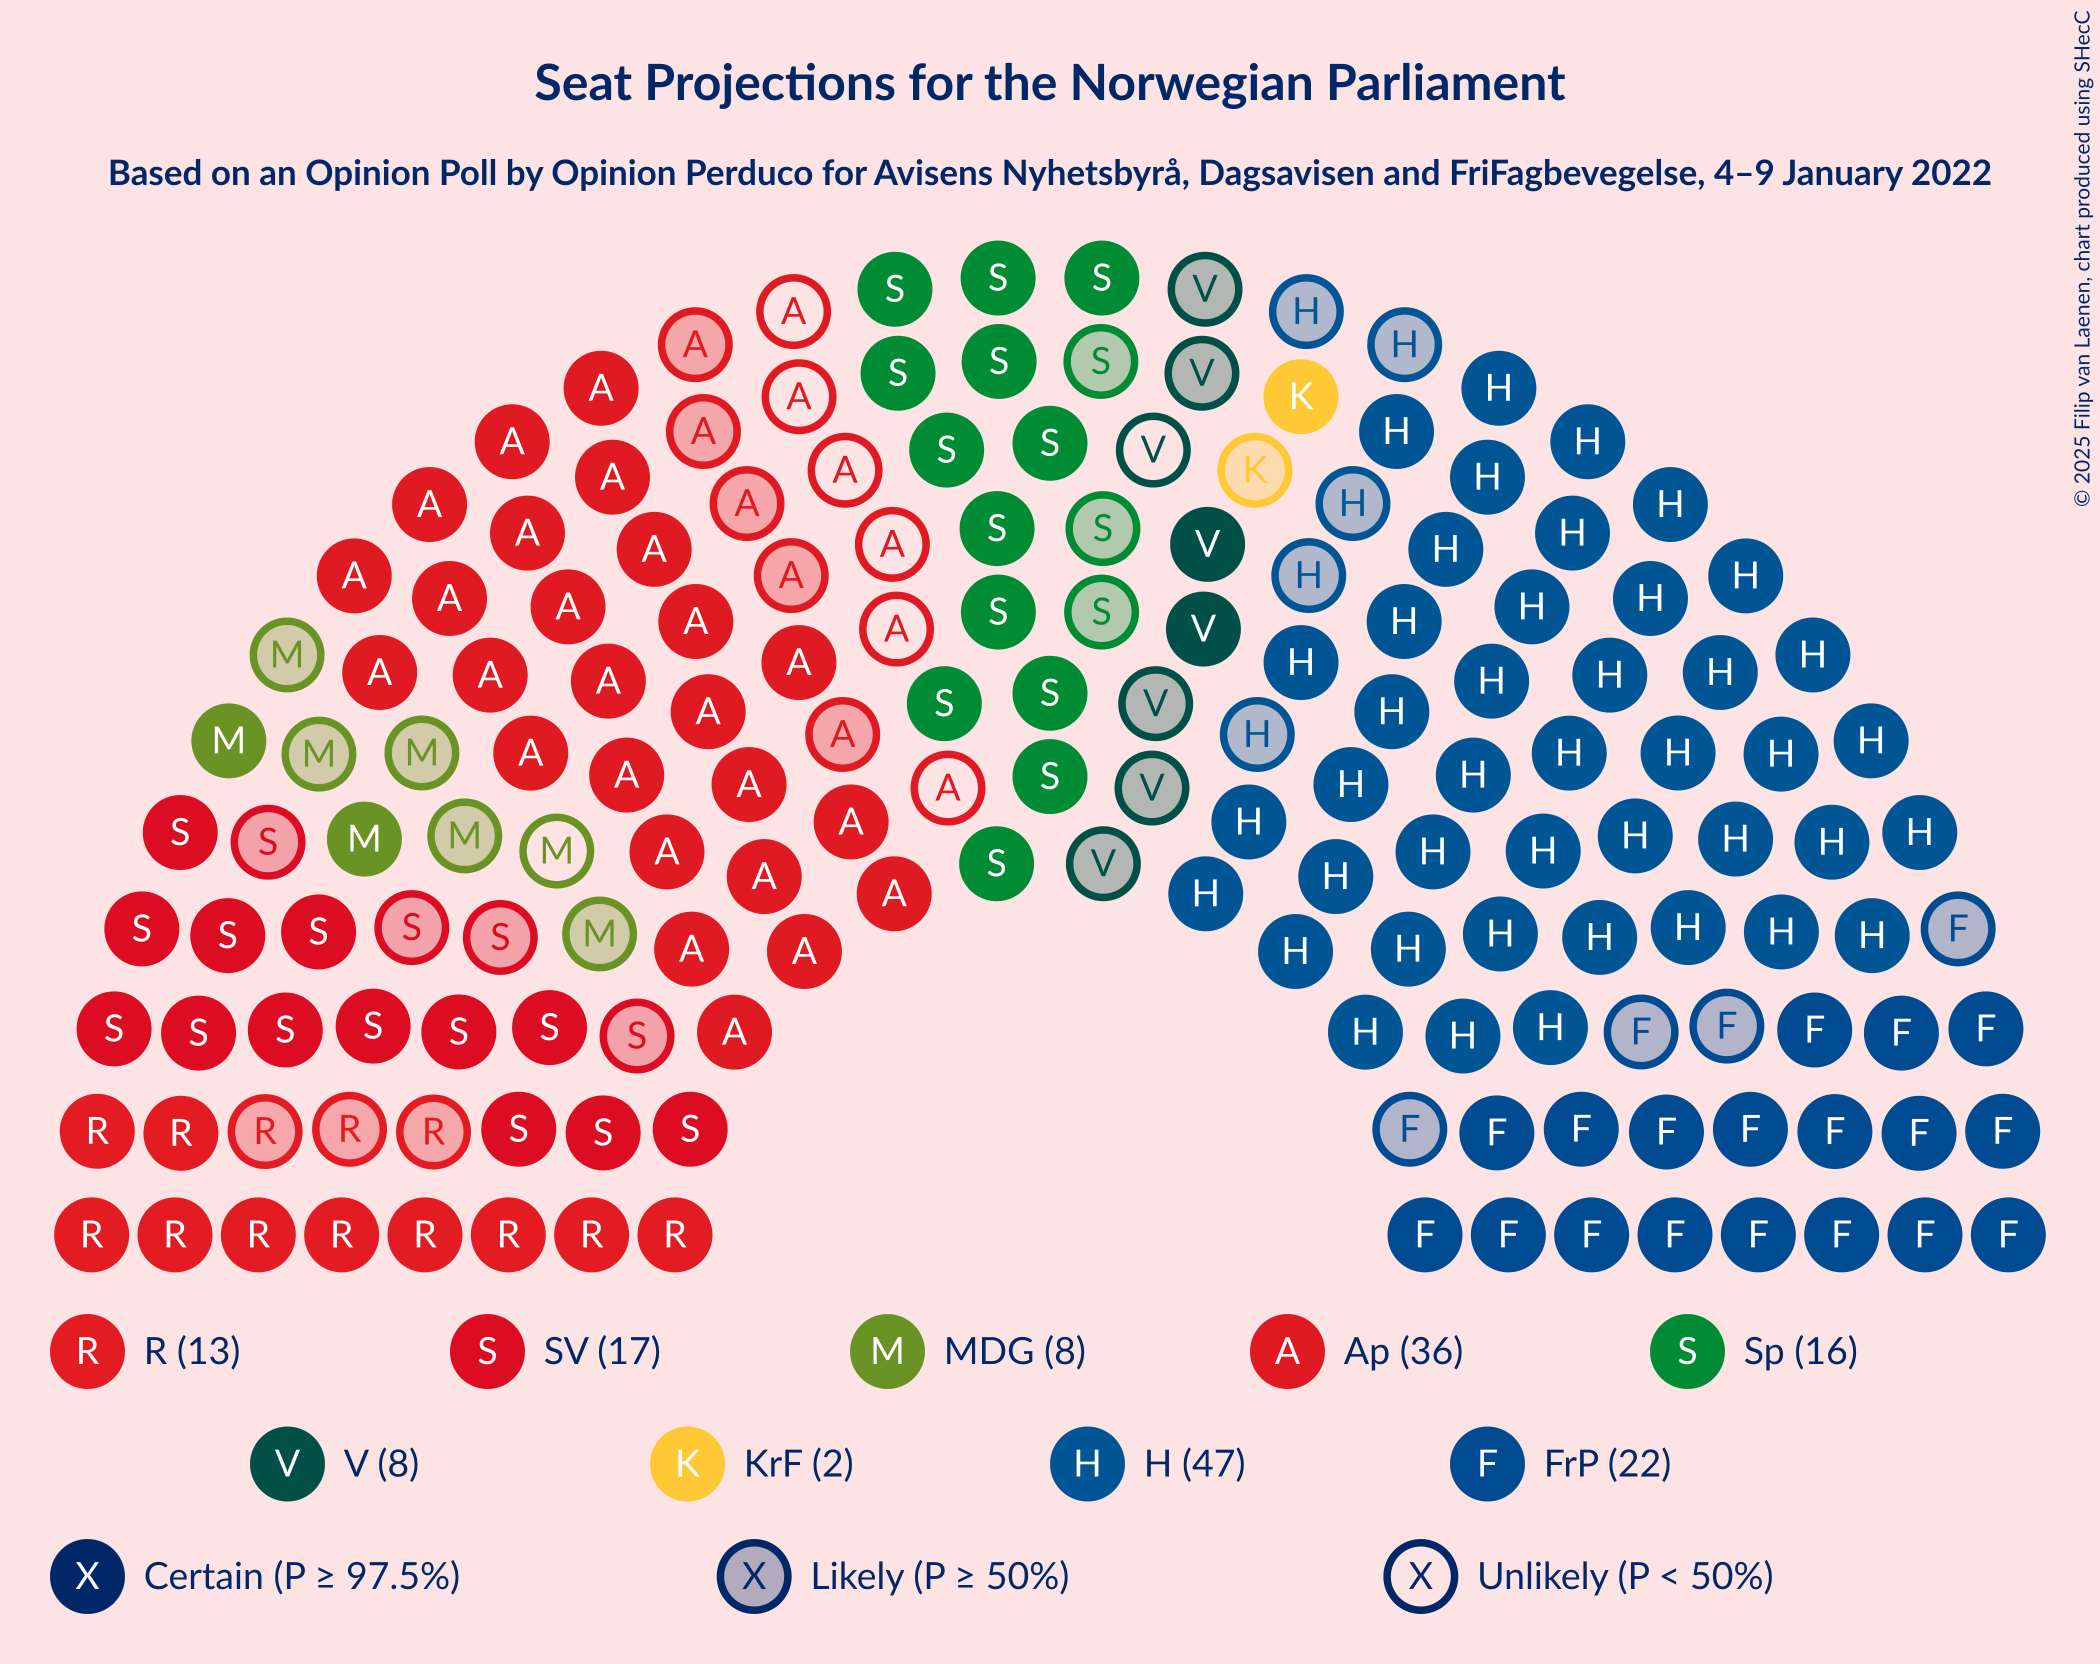 © 2025 Filip van Laenen, chart produced using SHecC
Seat Projections for the Norwegian Parliament
Based on an Opinion Poll by Opinion Perduco for Avisens Nyhetsbyrå, Dagsavisen and FriFagbevegelse, 4–9 January 2022
S S S V
A H
A H
S S S V
A A K H
A A S S V H H
A A K H
A A H H
A A A S S V H H
A A H H
A A A A S S V H H H
M A A A A H H H H H
A S S V H
M M M A A H H H H H
A A A S V H H
S S M M M A A H H H H H H H
A A S V H H
S S S S S M A A H H H H H H H F
S S S S S S S A H H H F F F F F
R R R R R S S S F F F F F F F F
R R R R R R R R F F F F F F F F
R R (13) S SV (17) M MDG (8) A Ap (36) S Sp (16)
V V (8) K KrF (2) H H (47) F FrP (22)
X Certain (P ≥ 97.5%) X Likely (P ≥ 50%) X Unlikely (P < 50%)